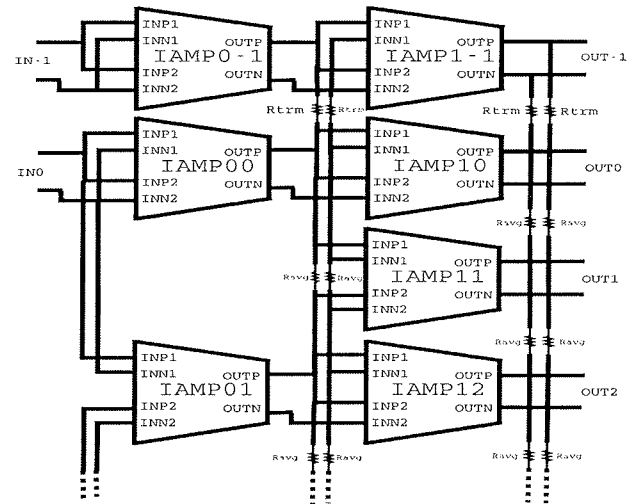 INP1 INP1
INN1 OUTP INN1 OUTP
IN-1 IAMP0-1 IAMP1-1 OUT-1
INP2 OUTN INP2 OUTN
INN2 INN2
Rtrm Rtrm Rtrm Rtrm
INP1 INP1
INN1 OUTP INN1 OUTP
IAMP00 IAMP10
IN0 OUT0
INP2 OUTN INP2 OUTN
INN2 INN2
Ravg Ravg
INP1
INN1 OUTP
Ravg Ravg IAMP11 OUT1
INP2 OUTN
INN2
Ravg Ravg
INP1 INP1
INN1 OUTP INN1 OUTP
IAMP01 IAMP12
INP2 OUTN INP2 OUTN OUT2
INN2 INN2
Ravg Ravg Ravg Ravg